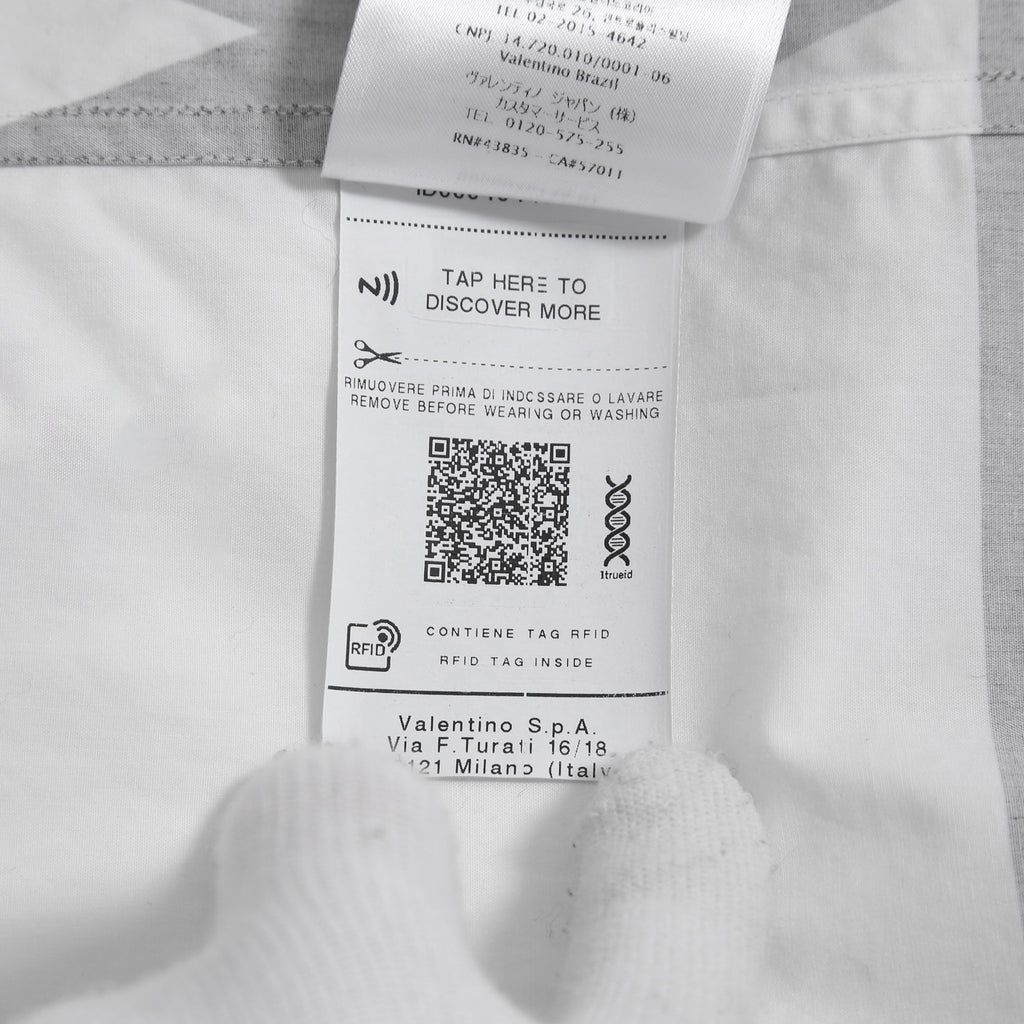 TEL 02-2015-4642
CNPJ 14.720.010/0001-06
Valentino Brazil
ヴァレンティノ ジャパン (株)
カスタマーサービス
TEL 0120-575-255
RN#43835 - CA#57011
TAP HERE TO
DISCOVER MORE
RIMUOVERE PRIMA DI INDOSSARE O LAVARE
REMOVE BEFORE WEARING OR WASHING
1trueid
RFID
CONTIENE TAG RFID
RFID TAG INSIDE
Valentino S.p.A.
Via F.Turati 16/18
121 Milano (Italy